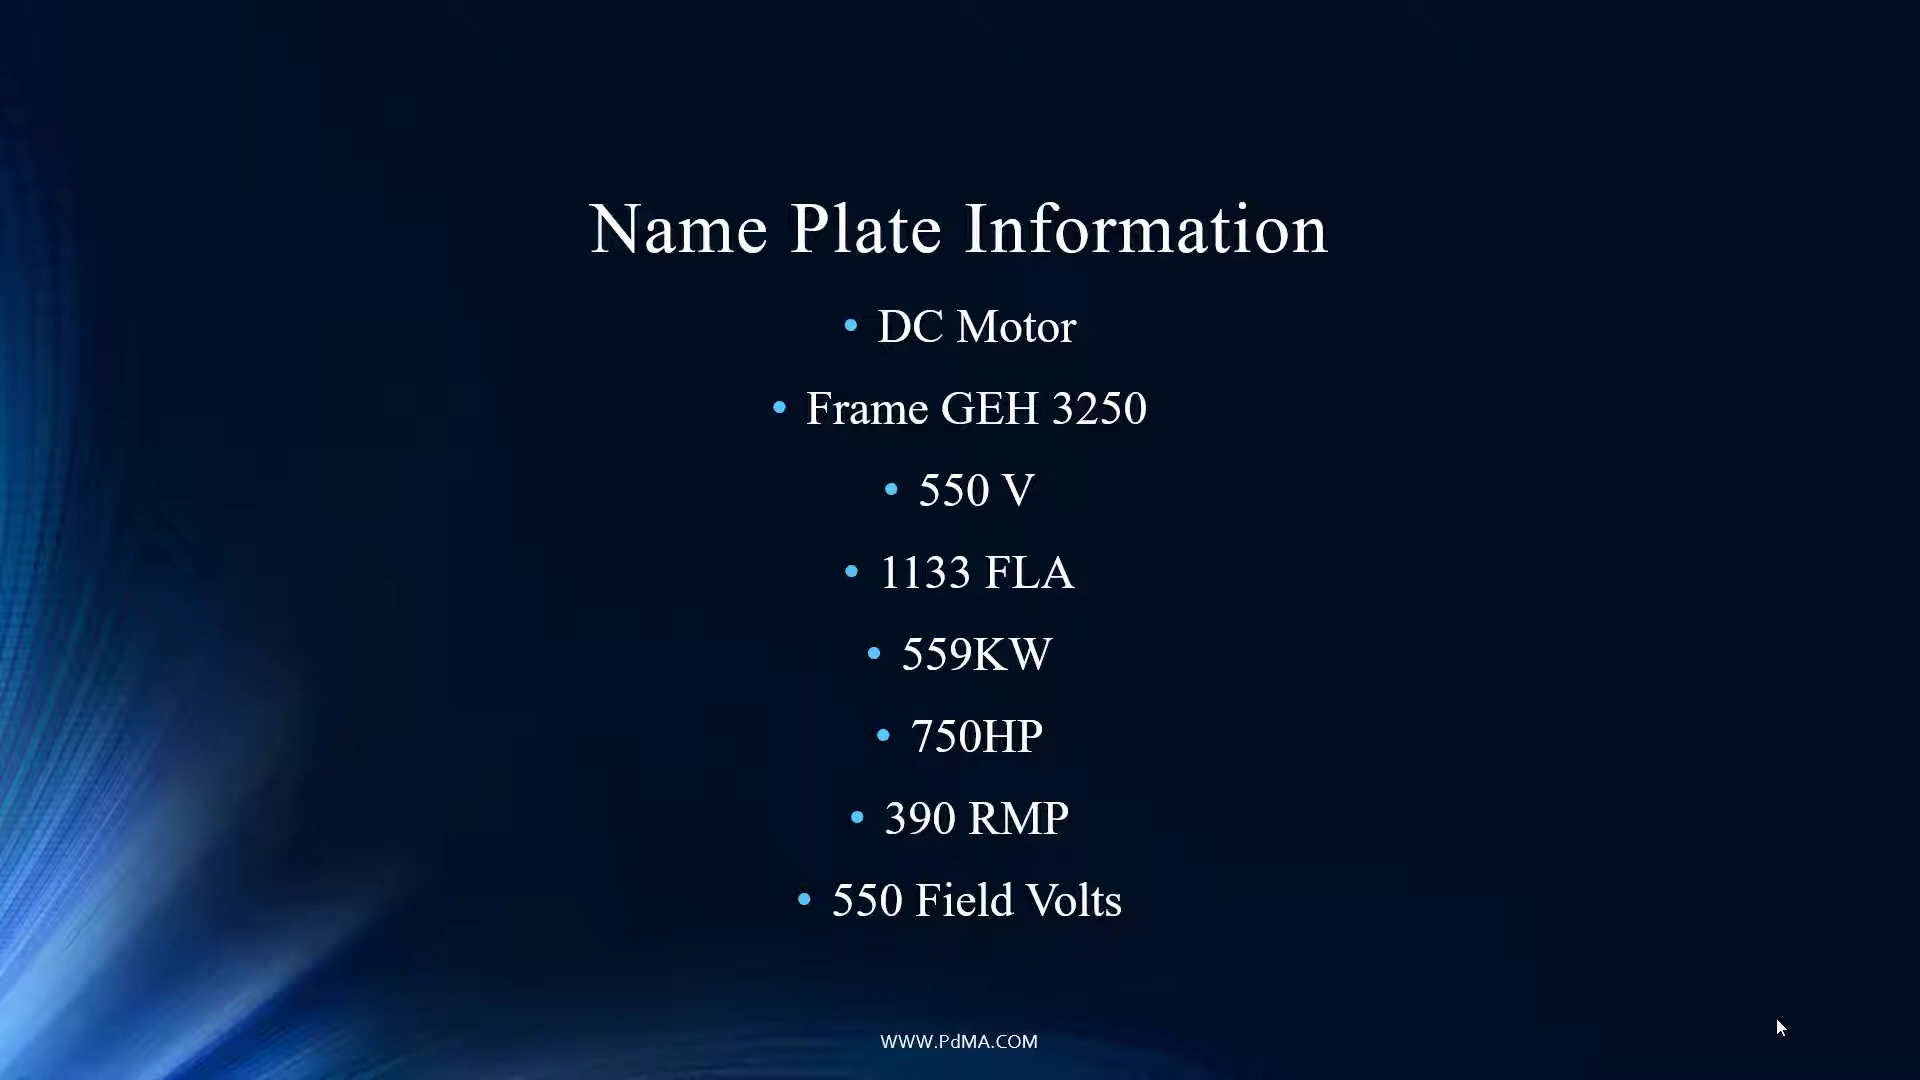 Name Plate Information
• DC Motor
• Frame GEH 3250
• 550 V
• 1133 FLA
• 559KW
• 750HP
• 390 RMP
• 550 Field Volts
WWW.PdMA.COM